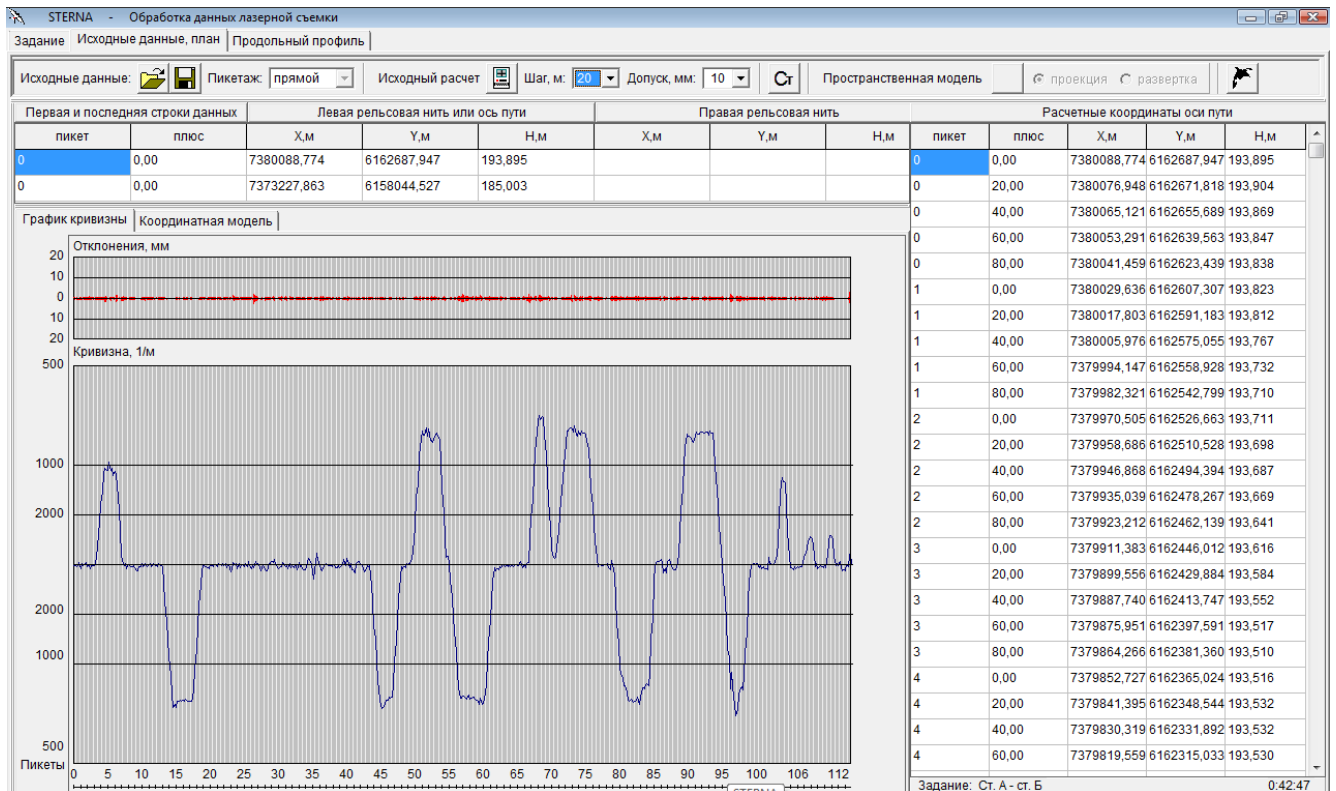 STERNA - Обработка данных лазерной съемки
Задание Исходные данные, план Продольный профиль
Исходные данные: Пикетаж: прямой Исходный расчет Шаг, м: 20 Допуск, мм: 10 Ст Пространственная модель проекция развертка
Первая и последняя строки данных Левая рельсовая нить или ось пути Правая рельсовая нить
пикет плюс X,м Y,м H,м X,м Y,м H,м
0 0,00 7380088,774 6162687,947 193,895
0 0,00 7373227,863 6158044,527 185,003
График кривизны Координатная модель
Отклонения, мм
20
10
0
10
20
Кривизна, 1/м
500
1000
2000
2000
1000
500
Пикеты
0 5 10 15 20 25 30 35 40 45 50 55 60 65 70 75 80 85 90 95 100 106 112
Расчетные координаты оси пути
пикет плюс X,м Y,м H,м
0 0,00 7380088,774 6162687,947 193,895
0 20,00 7380076,948 6162671,818 193,904
0 40,00 7380065,121 6162655,689 193,869
0 60,00 7380053,291 6162639,563 193,847
0 80,00 7380041,459 6162623,439 193,838
1 0,00 7380029,636 6162607,307 193,823
1 20,00 7380017,803 6162591,183 193,812
1 40,00 7380005,976 6162575,055 193,767
1 60,00 7379994,147 6162558,928 193,732
1 80,00 7379982,321 6162542,799 193,710
2 0,00 7379970,505 6162526,663 193,711
2 20,00 7379958,686 6162510,528 193,698
2 40,00 7379946,868 6162494,394 193,687
2 60,00 7379935,039 6162478,267 193,669
2 80,00 7379923,212 6162462,139 193,641
3 0,00 7379911,383 6162446,012 193,616
3 20,00 7379899,556 6162429,884 193,584
3 40,00 7379887,740 6162413,747 193,552
3 60,00 7379875,951 6162397,591 193,517
3 80,00 7379864,266 6162381,360 193,510
4 0,00 7379852,727 6162365,024 193,516
4 20,00 7379841,395 6162348,544 193,532
4 40,00 7379830,319 6162331,892 193,532
4 60,00 7379819,559 6162315,033 193,530
Задание: Ст. А - ст. Б 0:42:47